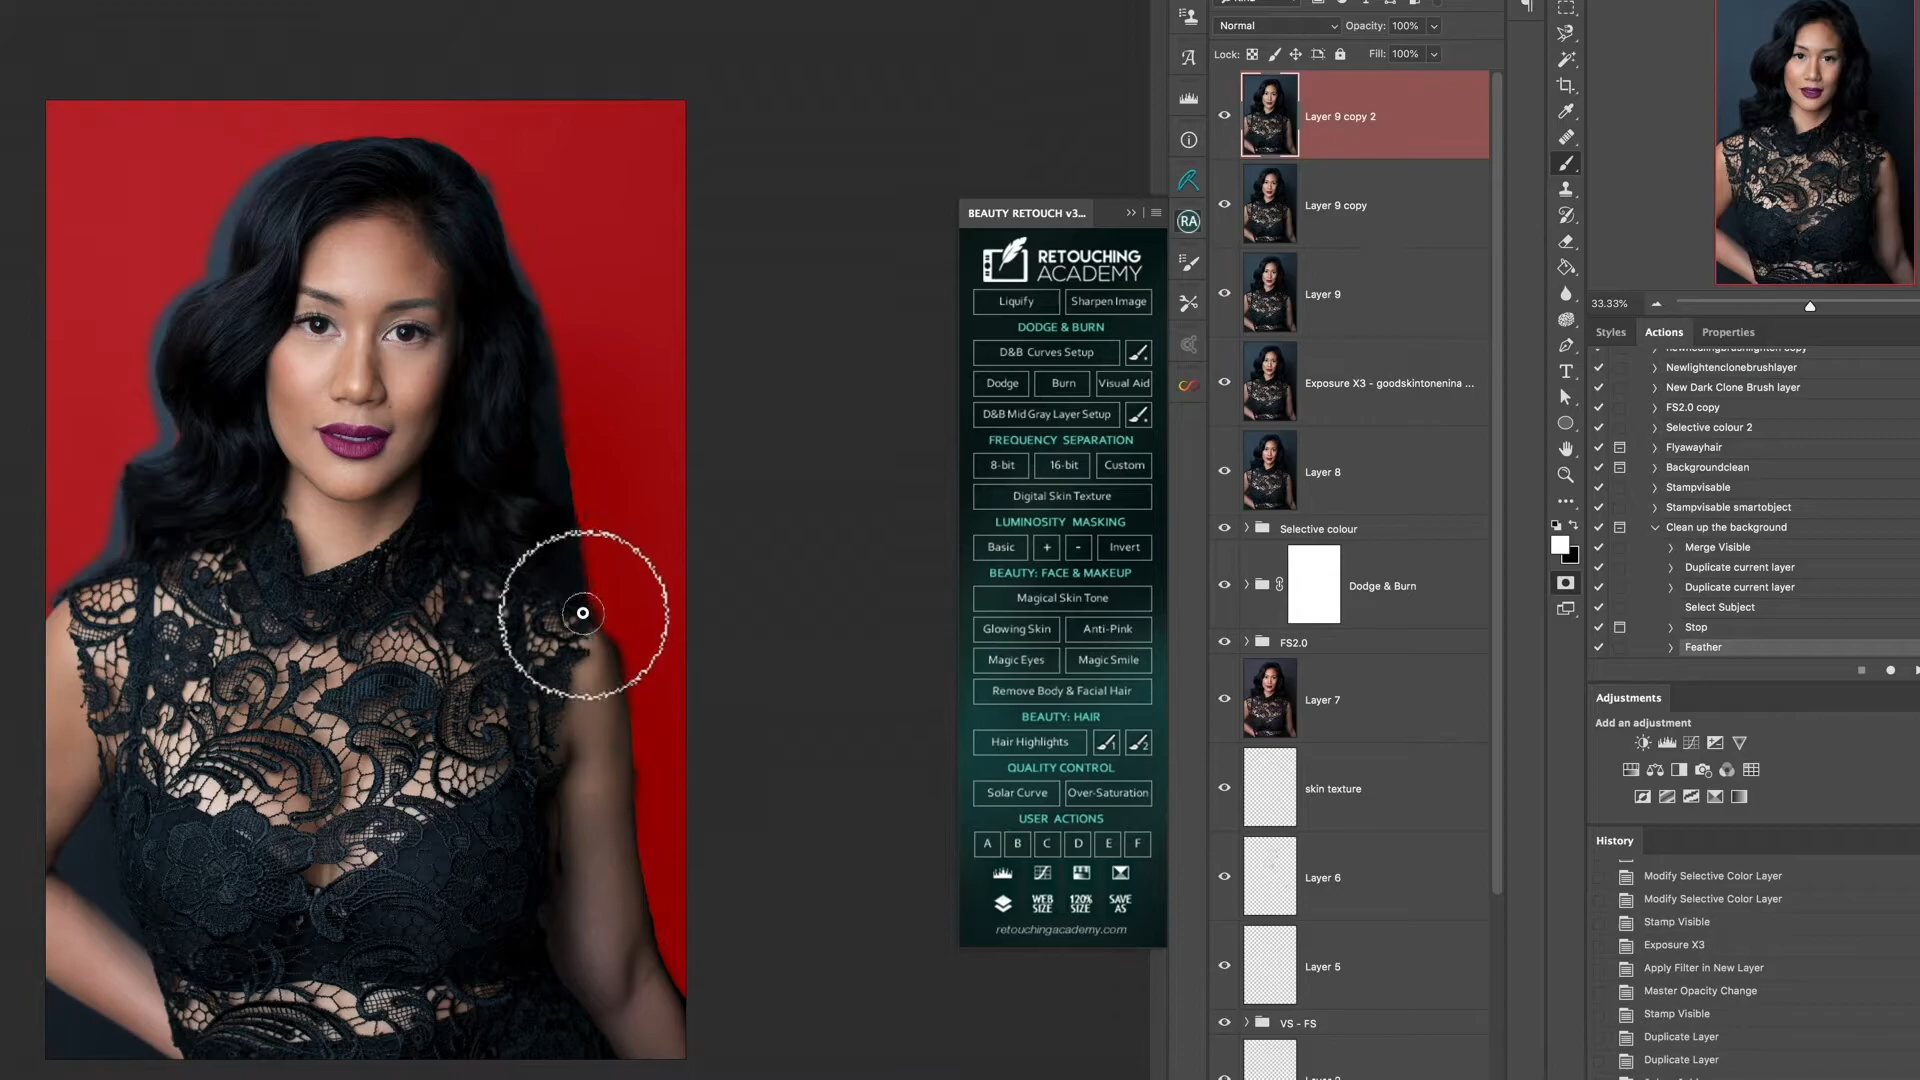 Normal
Opacity: 100%
Lock:
Fill: 100%
Layer 9 copy 2
Layer 9 copy
Layer 9
Exposure X3 - goodskintonenina ...
Layer 8
Selective colour
Dodge & Burn
FS2.0
Layer 7
skin texture
Layer 6
Layer 5
VS - FS
BEAUTY RETOUCH v3...
RA
RETOUCHING
ACADEMY
Liquify
Sharpen Image
DODGE & BURN
D&B Curves Setup
Dodge
Burn
Visual Aid
D&B Mid Gray Layer Setup
FREQUENCY SEPARATION
8-bit
16-bit
Custom
Digital Skin Texture
LUMINOSITY MASKING
Basic
+
-
Invert
BEAUTY: FACE & MAKEUP
Magical Skin Tone
Glowing Skin
Anti-Pink
Magic Eyes
Magic Smile
Remove Body & Facial Hair
BEAUTY: HAIR
Hair Highlights
1
2
QUALITY CONTROL
Solar Curve
Over-Saturation
USER ACTIONS
A
B
C
D
E
F
WEB SIZE
120% SIZE
SAVE AS
retouchingacademy.com
33.33%
Styles
Actions
Properties
newhealingbrushlighten copy
Newlightenclonebrushlayer
New Dark Clone Brush layer
FS2.0 copy
Selective colour 2
Flyawayhair
Backgroundclean
Stampvisable
Stampvisable smartobject
Clean up the background
Merge Visible
Duplicate current layer
Duplicate current layer
Select Subject
Stop
Feather
Adjustments
Add an adjustment
History
Modify Selective Color Layer
Modify Selective Color Layer
Stamp Visible
Exposure X3
Apply Filter in New Layer
Master Opacity Change
Stamp Visible
Duplicate Layer
Duplicate Layer